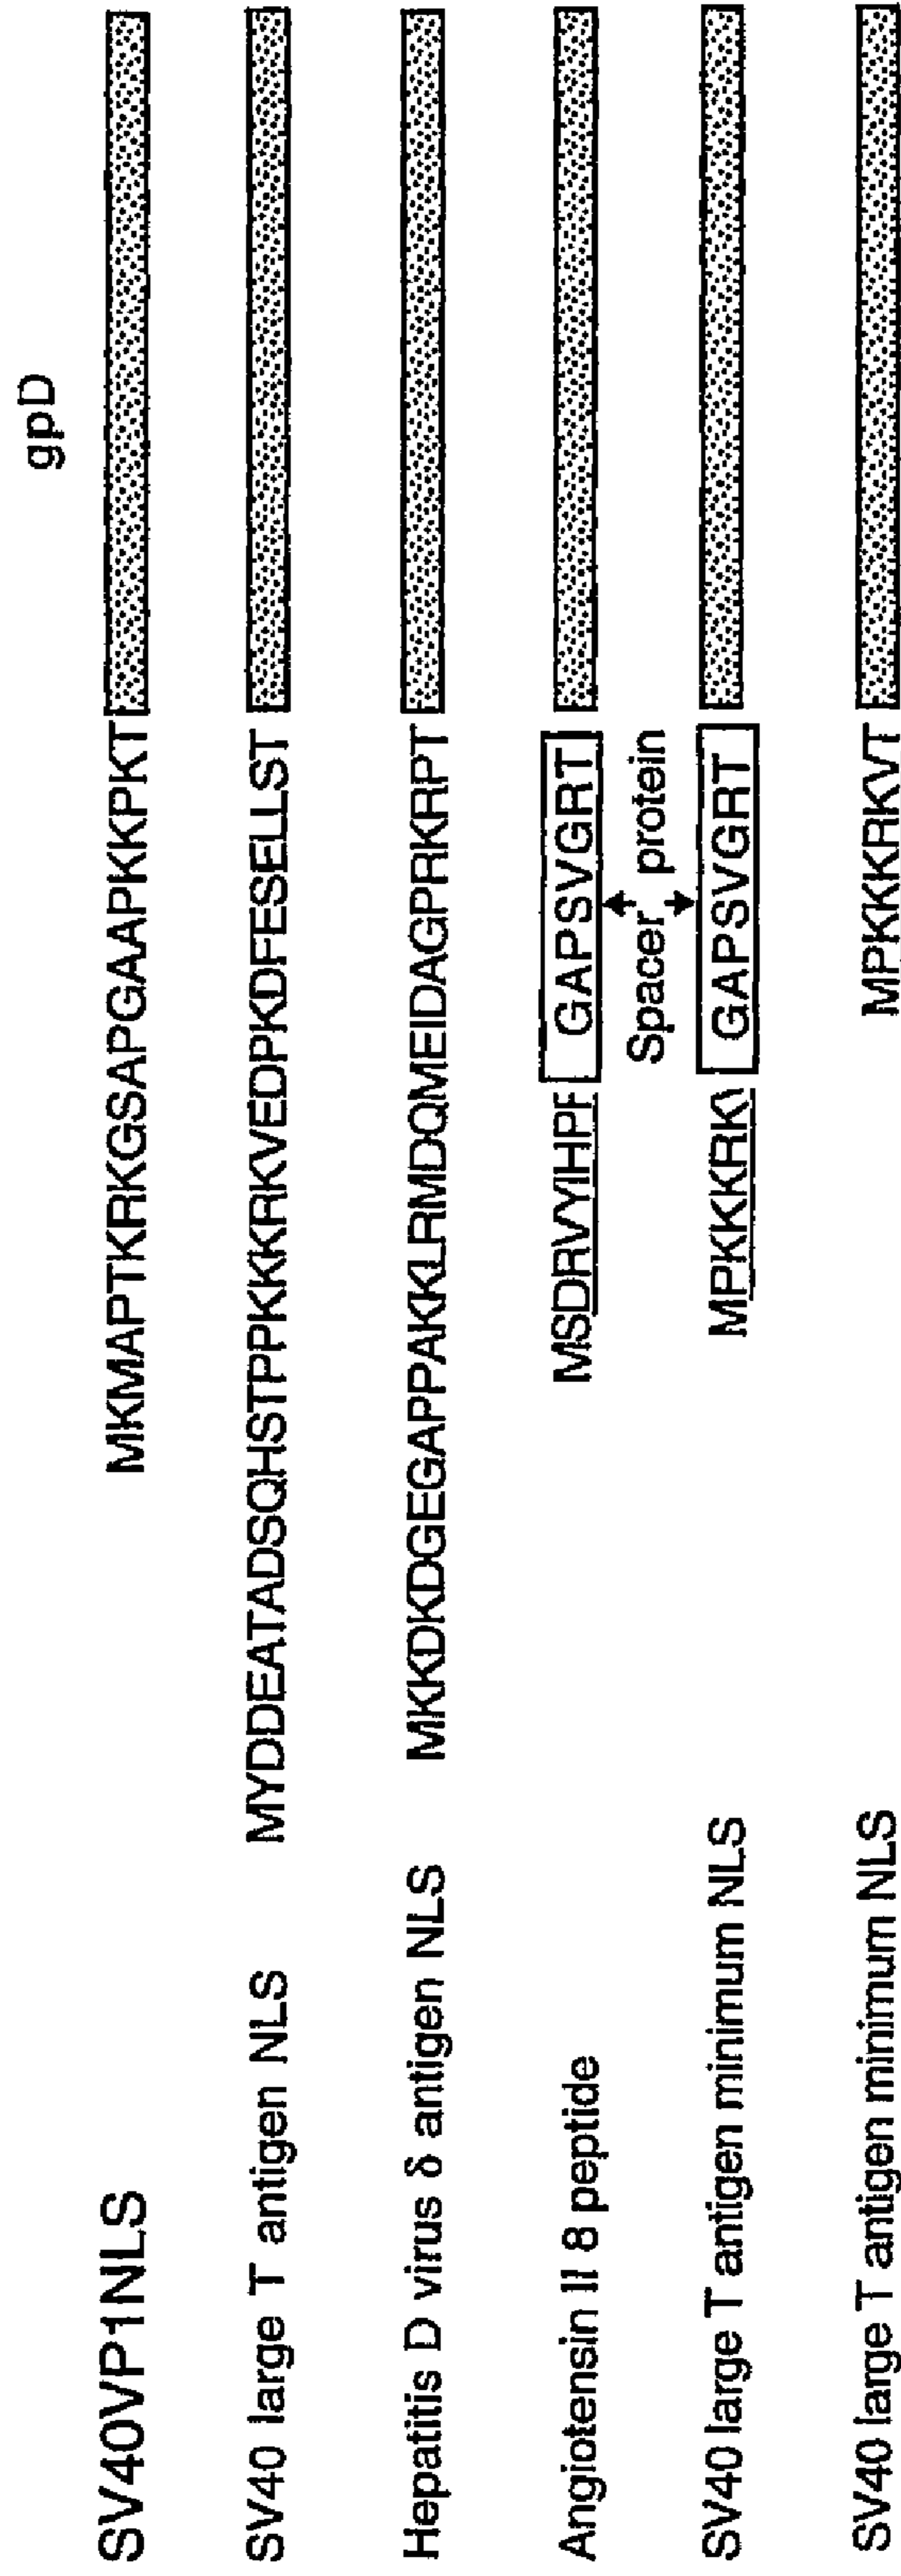 gpD
SV40VP1NLS MKMAPTKRKGSAPGAAPKKPKT
SV40 large T antigen NLS MYDDEATADSQHSTPPKKKRKVEDPKDFESELLST
Hepatitis D virus δ antigen NLS MKKDKDGEGAPPAKKLRMDQMEIDAGPRKRPT
Angiotensin II 8 peptide MSDRVYIHPF GAPSVGRT
Spacer protein
SV40 large T antigen minimum NLS MPKKKRKV GAPSVGRT
SV40 large T antigen minimum NLS MPKKKRKVT